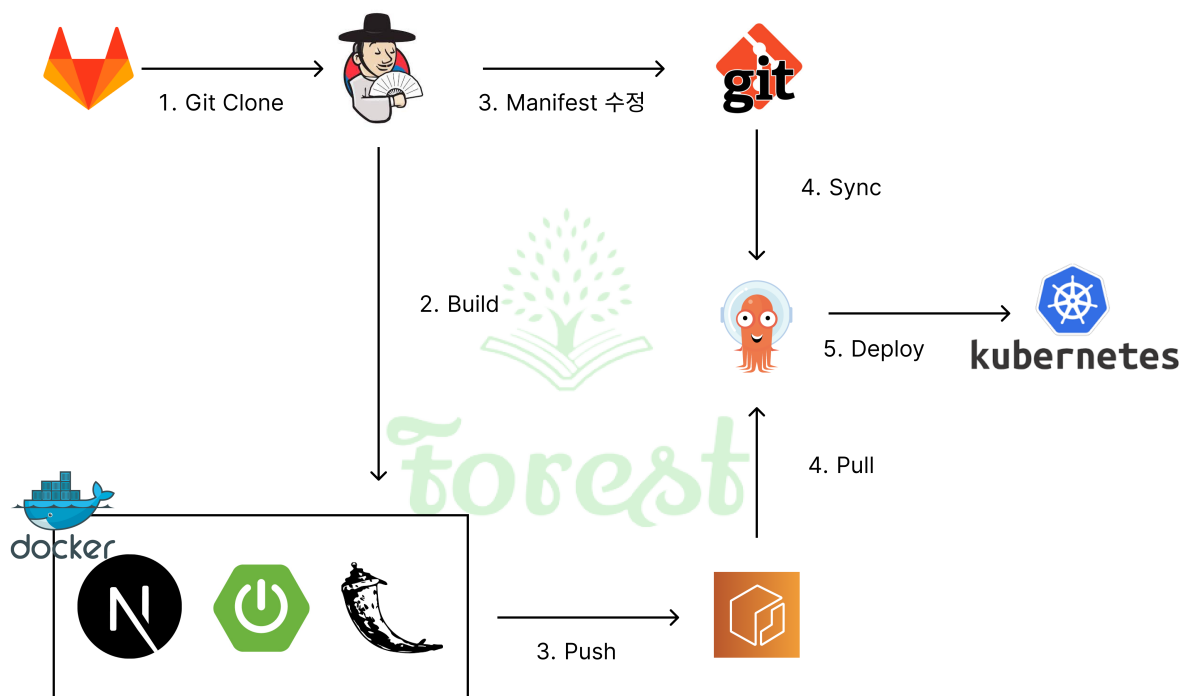 1. Git Clone
3. Manifest 수정
git
4. Sync
2. Build
5. Deploy
kubernetes
Forest
4. Pull
docker
N
3. Push